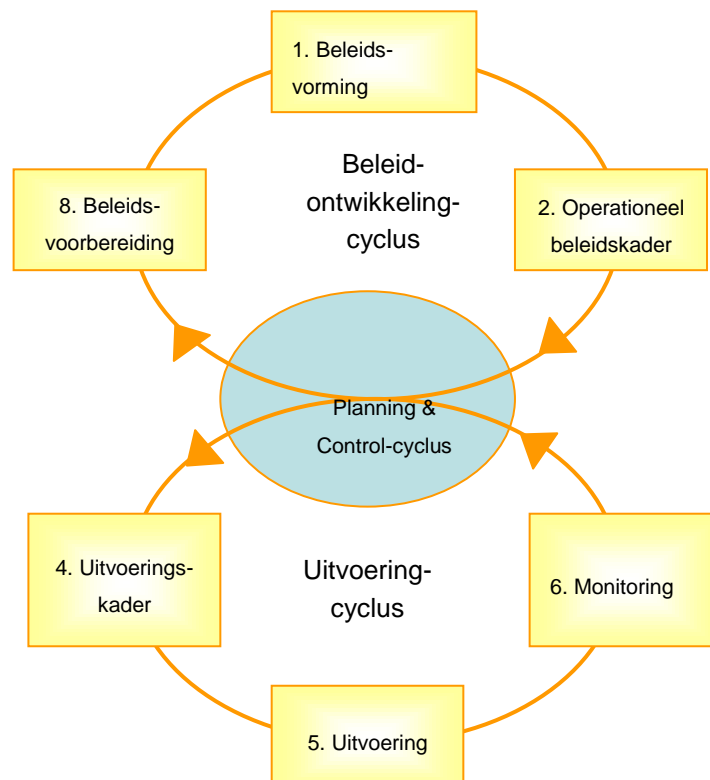 1. Beleids-
vorming
Beleid-
ontwikkeling-
cyclus
8. Beleids-
voorbereiding
2. Operationeel
beleidskader
Planning &
Control-cyclus
4. Uitvoerings-
kader
Uitvoering-
cyclus
6. Monitoring
5. Uitvoering